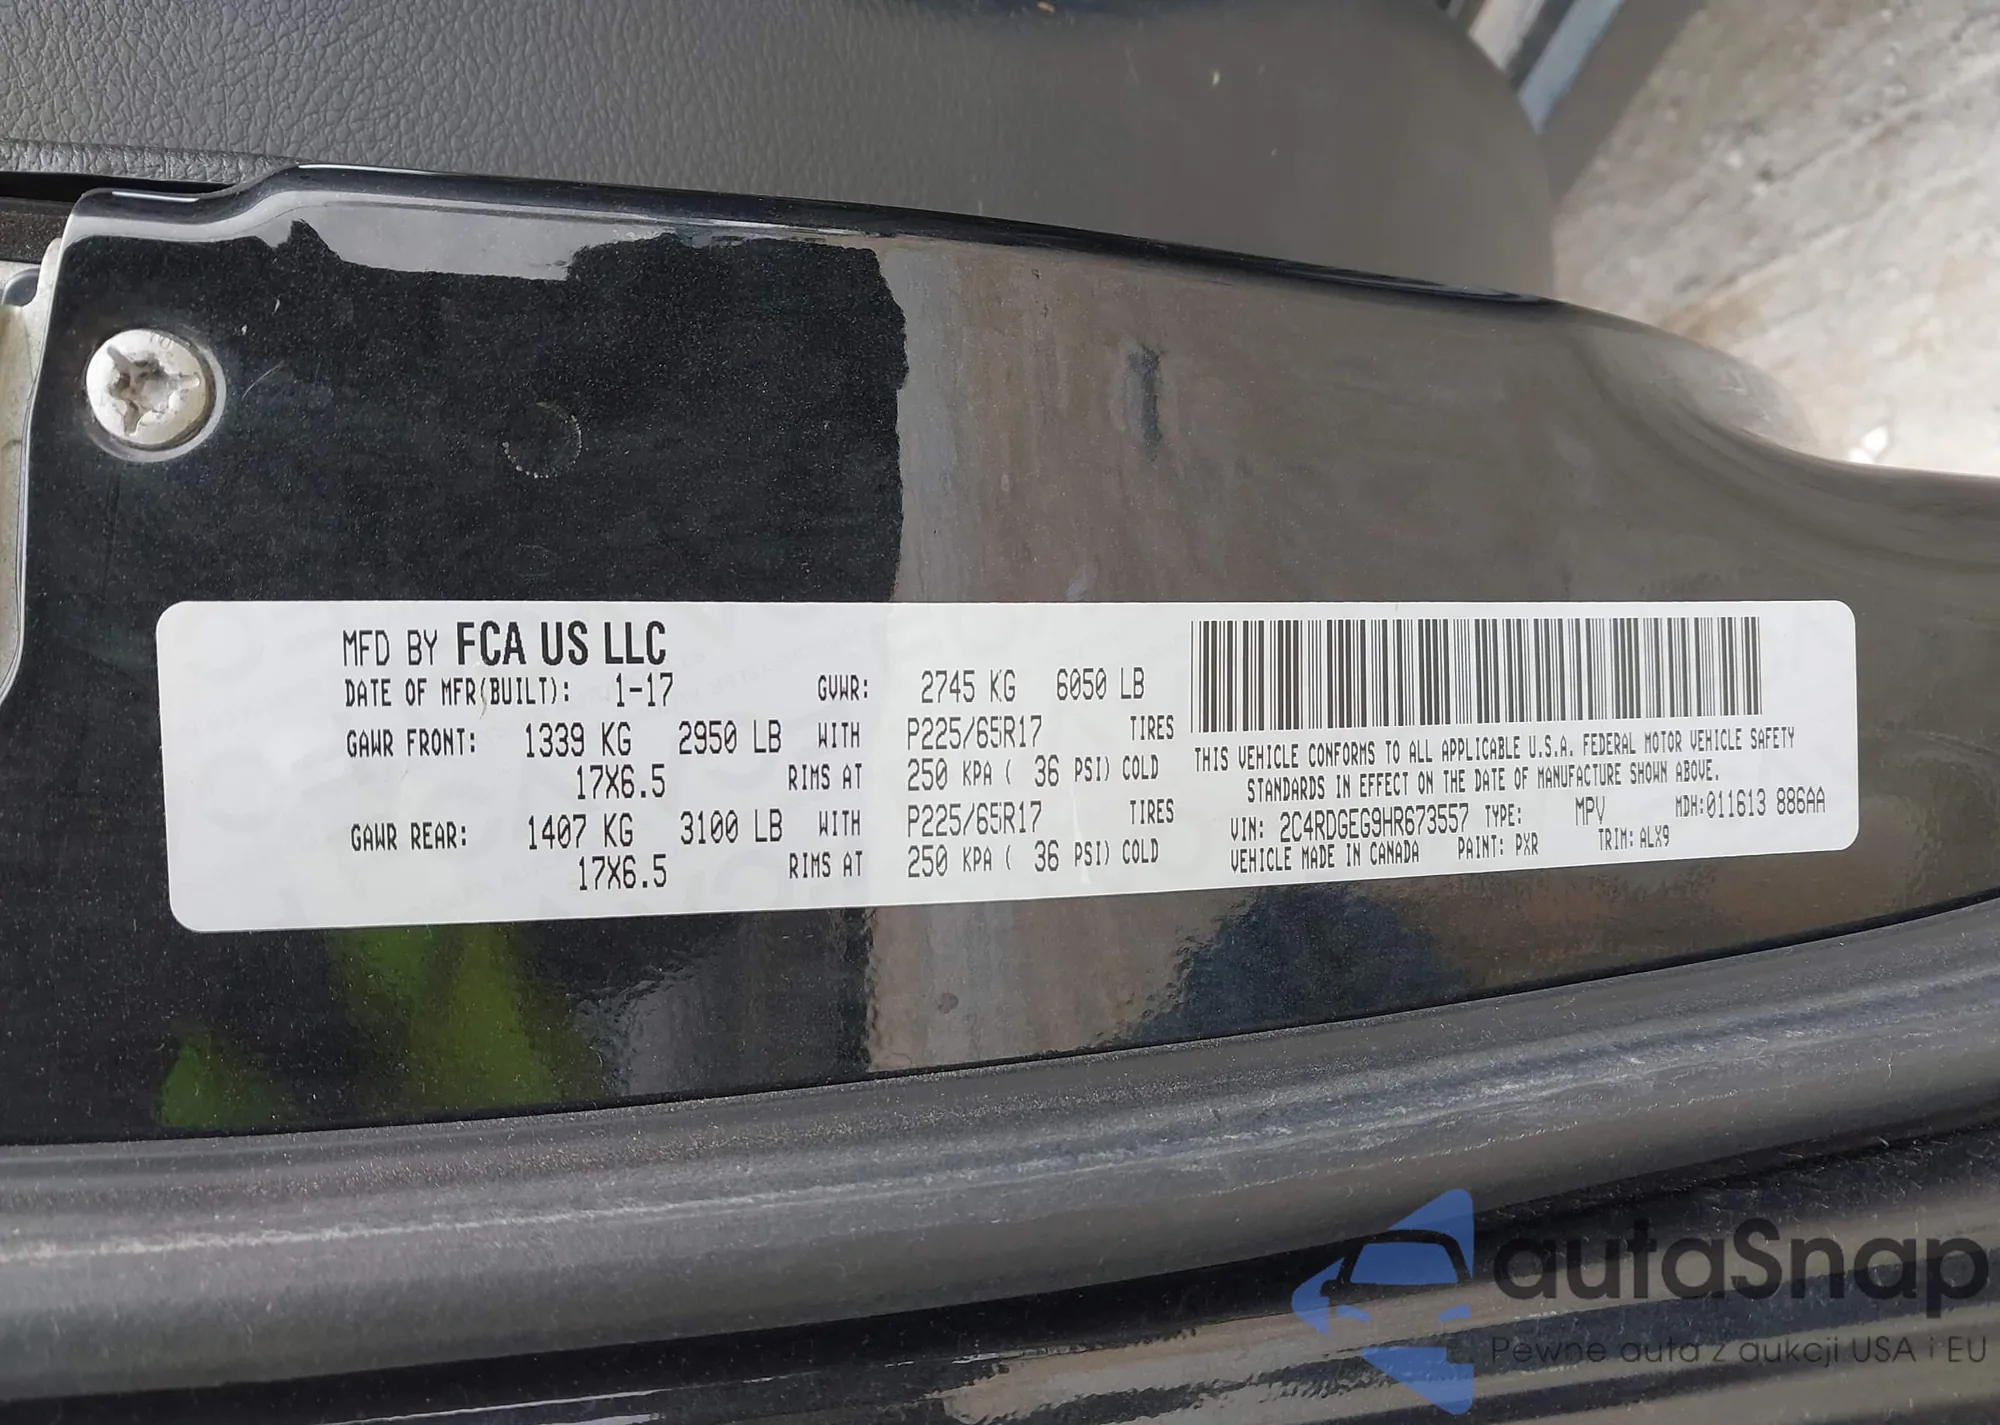 MFD BY FCA US LLC
DATE OF MFR(BUILT): 1-17 GVWR: 2745 KG 6050 LB
GAWR FRONT: 1339 KG 2950 LB WITH P225/65R17 TIRES
17X6.5 RIMS AT 250 KPA ( 36 PSI) COLD
GAWR REAR: 1407 KG 3100 LB WITH P225/65R17 TIRES
17X6.5 RIMS AT 250 KPA ( 36 PSI) COLD
THIS VEHICLE CONFORMS TO ALL APPLICABLE U.S.A. FEDERAL MOTOR VEHICLE SAFETY
STANDARDS IN EFFECT ON THE DATE OF MANUFACTURE SHOWN ABOVE.
VIN: 2C4RDGEG9HR673557 TYPE: MPV MDH:011613 886AA
VEHICLE MADE IN CANADA PAINT: PXR TRIM: ALX9
autaSnap
Pewne auta z aukcji USA i EU